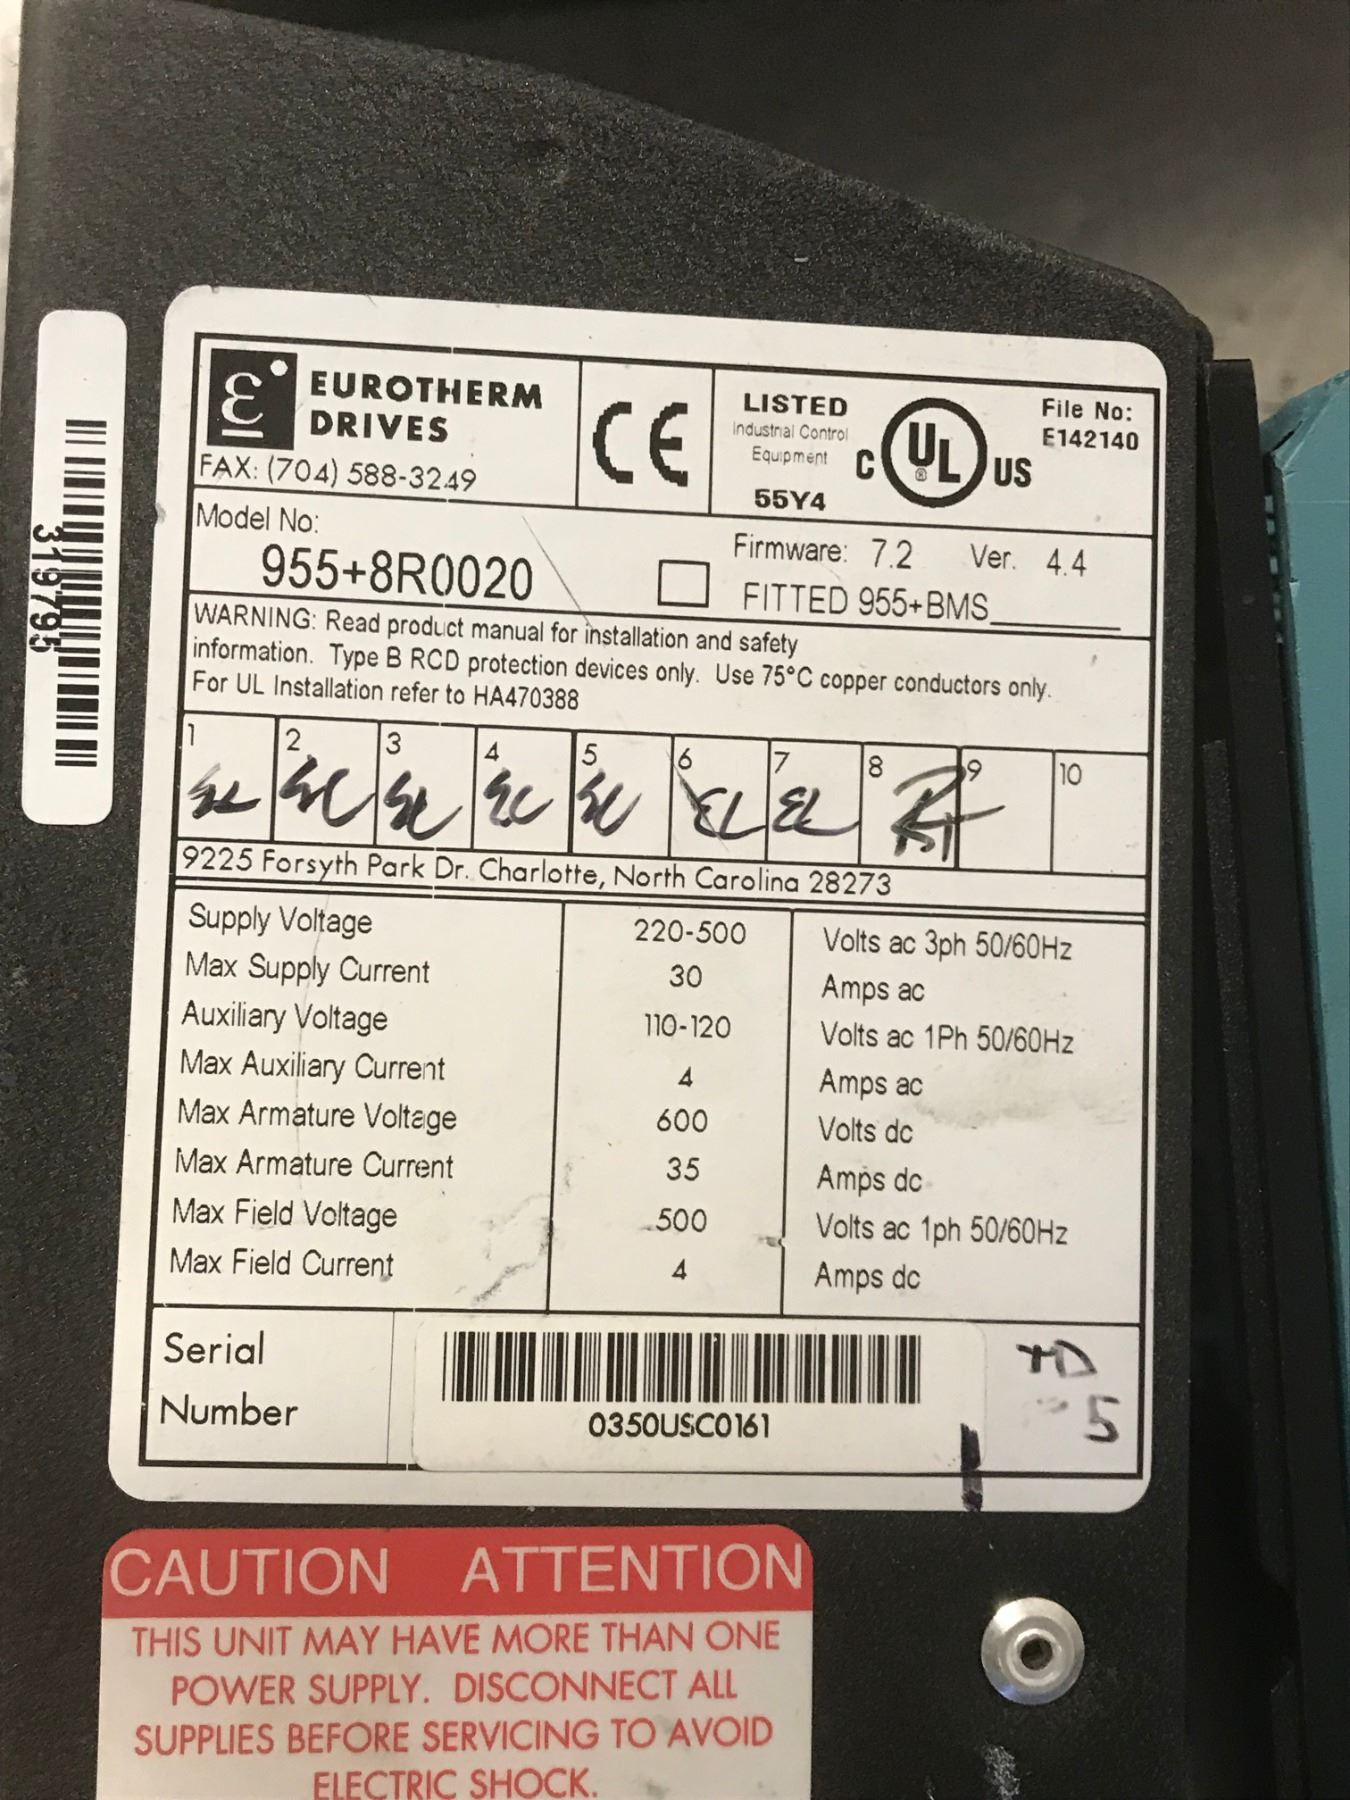 319795
EUROTHERM
DRIVES
FAX: (704) 588-3249
CE
LISTED
Industrial Control
Equipment
55Y4
C UL ® US
File No:
E142140
Model No:
955+8R0020
Firmware: 7.2 Ver. 4.4
FITTED 955+BMS_______
WARNING: Read product manual for installation and safety
information. Type B RCD protection devices only. Use 75°C copper conductors only.
For UL Installation refer to HA470388
1 2 3 4 5 6 7 8 9 10
9225 Forsyth Park Dr. Charlotte, North Carolina 28273
Supply Voltage 220-500 Volts ac 3ph 50/60Hz
Max Supply Current 30 Amps ac
Auxiliary Voltage 110-120 Volts ac 1Ph 50/60Hz
Max Auxiliary Current 4 Amps ac
Max Armature Voltage 600 Volts dc
Max Armature Current 35 Amps dc
Max Field Voltage 500 Volts ac 1ph 50/60Hz
Max Field Current 4 Amps dc
Serial
Number
0350USC0161
5
CAUTION ATTENTION
THIS UNIT MAY HAVE MORE THAN ONE
POWER SUPPLY. DISCONNECT ALL
SUPPLIES BEFORE SERVICING TO AVOID
ELECTRIC SHOCK.